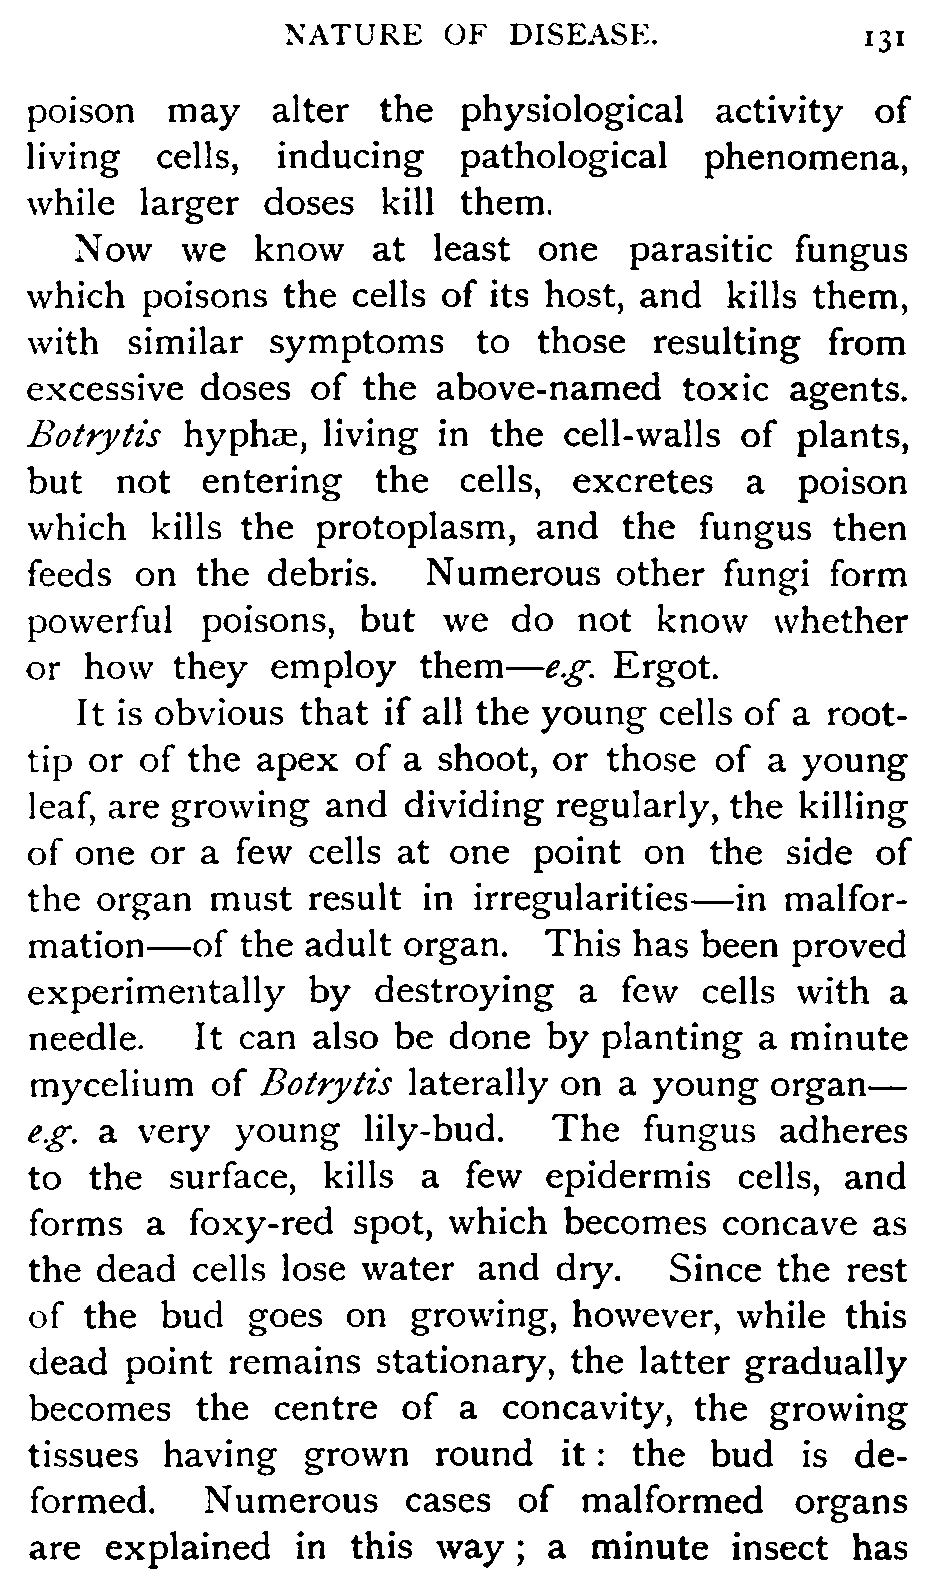 NATURE OF DISEASE. 131
poison may alter the physiological activity of
living cells, inducing pathological phenomena,
while larger doses kill them.
Now we know at least one parasitic fungus
which poisons the cells of its host, and kills them,
with similar symptoms to those resulting from
excessive doses of the above-named toxic agents.
Botrytis hyphæ, living in the cell-walls of plants,
but not entering the cells, excretes a poison
which kills the protoplasm, and the fungus then
feeds on the debris. Numerous other fungi form
powerful poisons, but we do not know whether
or how they employ them—e.g. Ergot.
It is obvious that if all the young cells of a root-
tip or of the apex of a shoot, or those of a young
leaf, are growing and dividing regularly, the killing
of one or a few cells at one point on the side of
the organ must result in irregularities—in malfor-
mation—of the adult organ. This has been proved
experimentally by destroying a few cells with a
needle. It can also be done by planting a minute
mycelium of Botrytis laterally on a young organ—
e.g. a very young lily-bud. The fungus adheres
to the surface, kills a few epidermis cells, and
forms a foxy-red spot, which becomes concave as
the dead cells lose water and dry. Since the rest
of the bud goes on growing, however, while this
dead point remains stationary, the latter gradually
becomes the centre of a concavity, the growing
tissues having grown round it : the bud is de-
formed. Numerous cases of malformed organs
are explained in this way ; a minute insect has